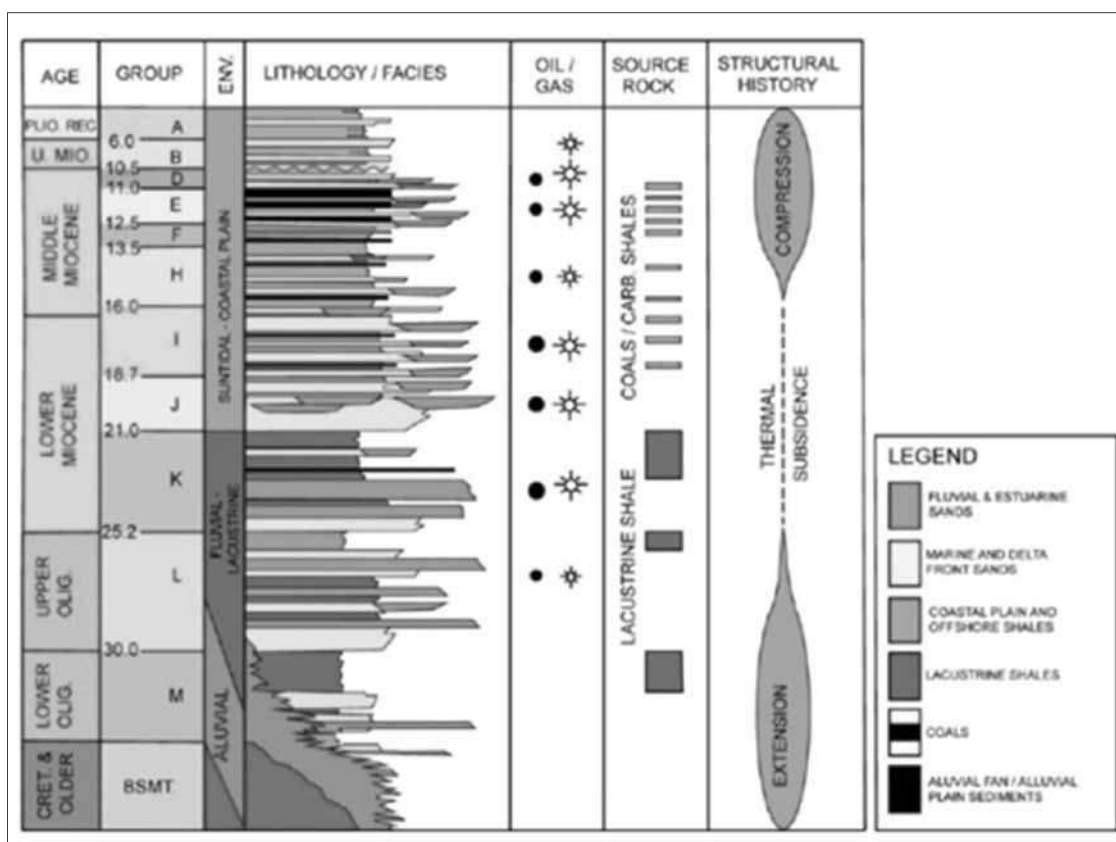 AGE
GROUP
ENV.
LITHOLOGY / FACIES
OIL /
GAS
SOURCE
ROCK
STRUCTURAL
HISTORY
PLIO. REC
U. MIO.
MIDDLE
MIOCENE
LOWER
MIOCENE
UPPER
OLIG.
LOWER
OLIG.
CRET. &
OLDER
A
6.0
B
10.5
D
11.0
E
12.5
F
13.5
H
16.0
I
18.7
J
21.0
K
25.2
L
30.0
M
BSMT
SUNTIDAL - COASTAL PLAIN
FLUVIAL -
LACUSTRINE
ALUVIAL
COALS / CARB. SHALES
LACUSTRINE SHALE
COMPRESSION
THERMAL
SUBSIDENCE
EXTENSION
LEGEND
FLUVIAL & ESTUARINE
SANDS
MARINE AND DELTA
FRONT SANDS
COASTAL PLAIN AND
OFFSHORE SHALES
LACUSTRINE SHALES
COALS
ALUVIAL FAN / ALLUVIAL
PLAIN SEDIMENTS